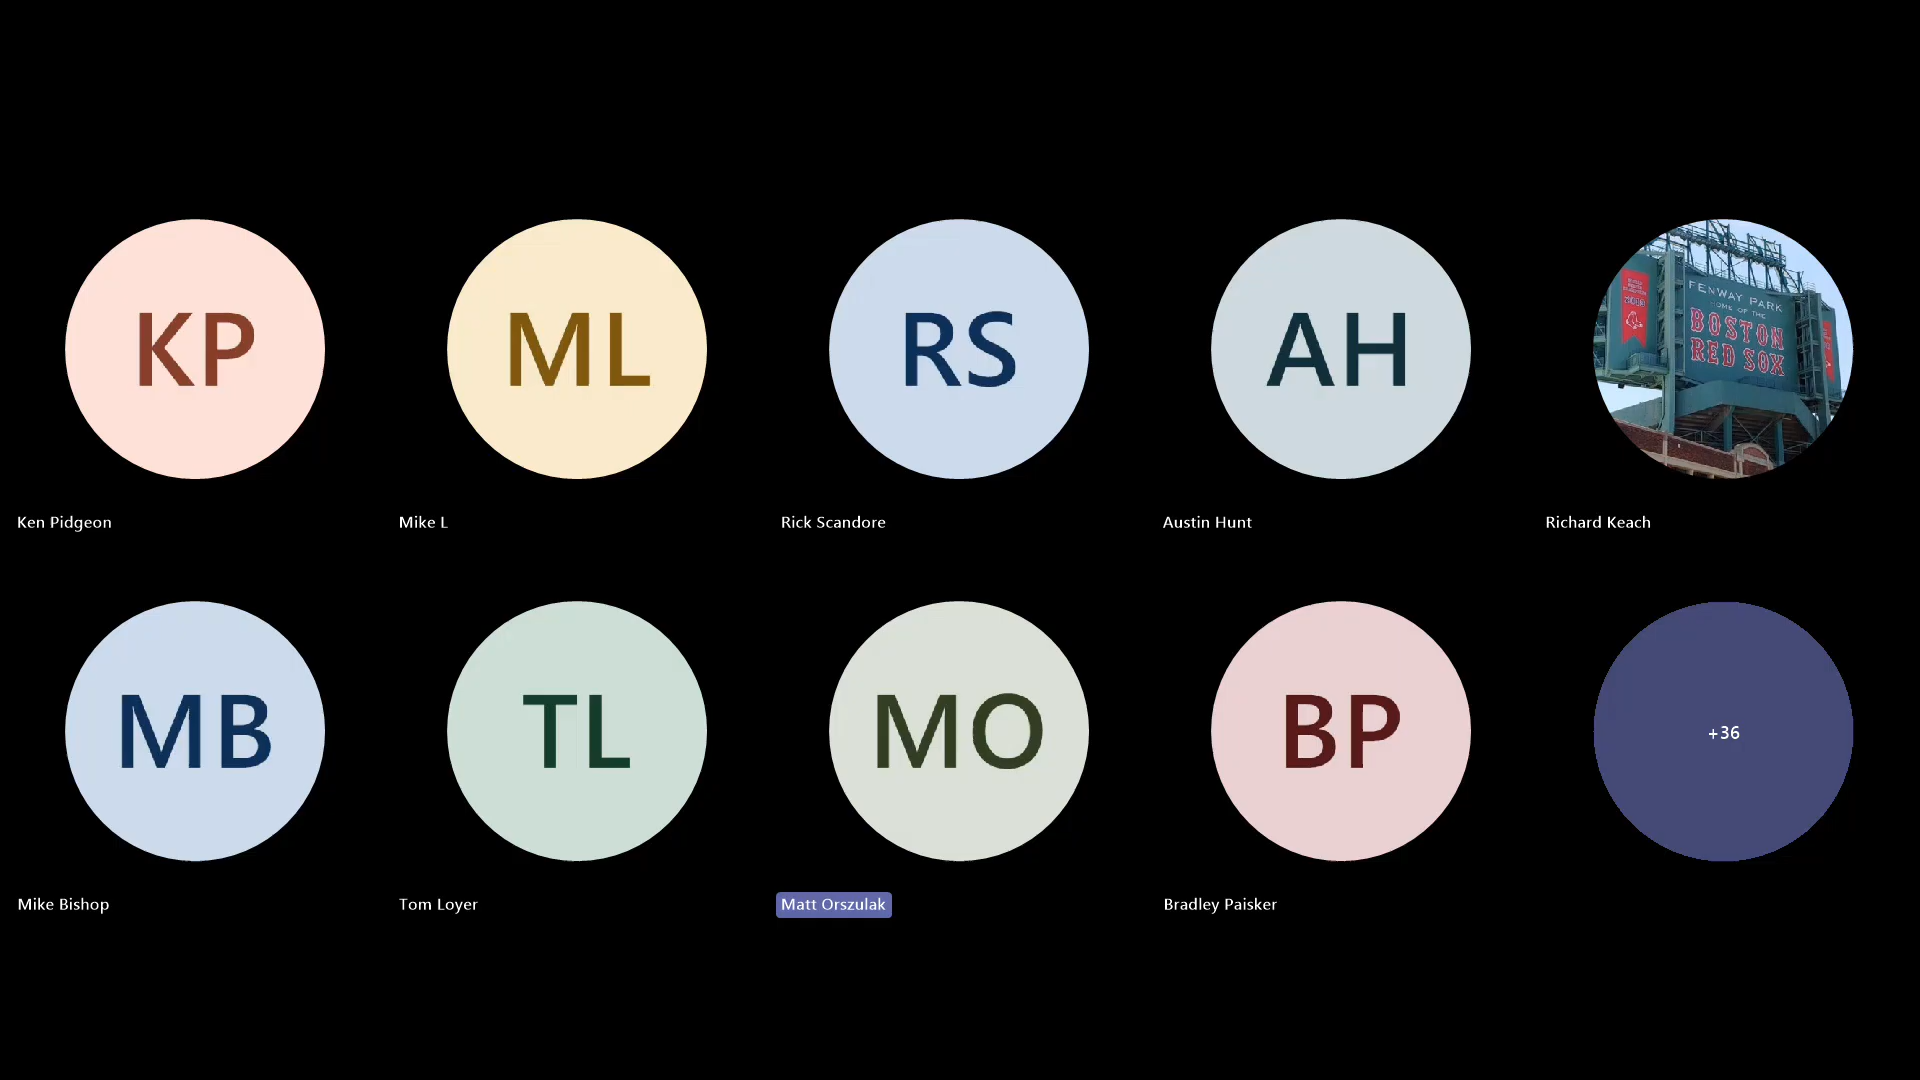 KP
ML
RS
AH
FENWAY PARK
HOME OF THE
BOSTON
RED SOX
Ken Pidgeon
Mike L
Rick Scandore
Austin Hunt
Richard Keach
MB
TL
MO
BP
+36
Mike Bishop
Tom Loyer
Matt Orszulak
Bradley Paisker